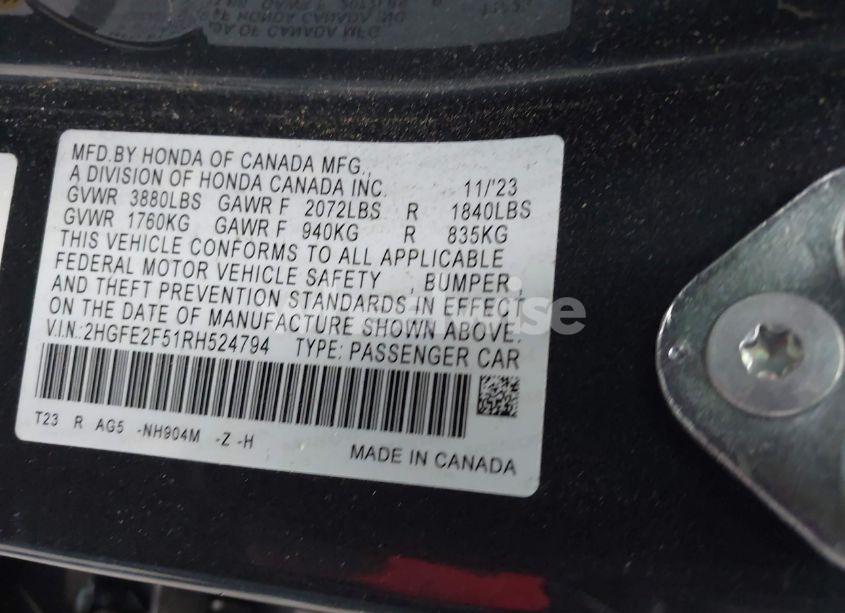 MFD.BY HONDA OF CANADA MFG.,
A DIVISION OF HONDA CANADA INC. 11/'23
GVWR 3880LBS GAWR F 2072LBS R 1840LBS
GVWR 1760KG GAWR F 940KG R 835KG
THIS VEHICLE CONFORMS TO ALL APPLICABLE
FEDERAL MOTOR VEHICLE SAFETY , BUMPER,
AND THEFT PREVENTION STANDARDS IN EFFECT
ON THE DATE OF MANUFACTURE SHOWN ABOVE.
V.I.N.:2HGFE2F51RH524794 TYPE: PASSENGER CAR
T23 R AG5 -NH904M -Z -H
MADE IN CANADA